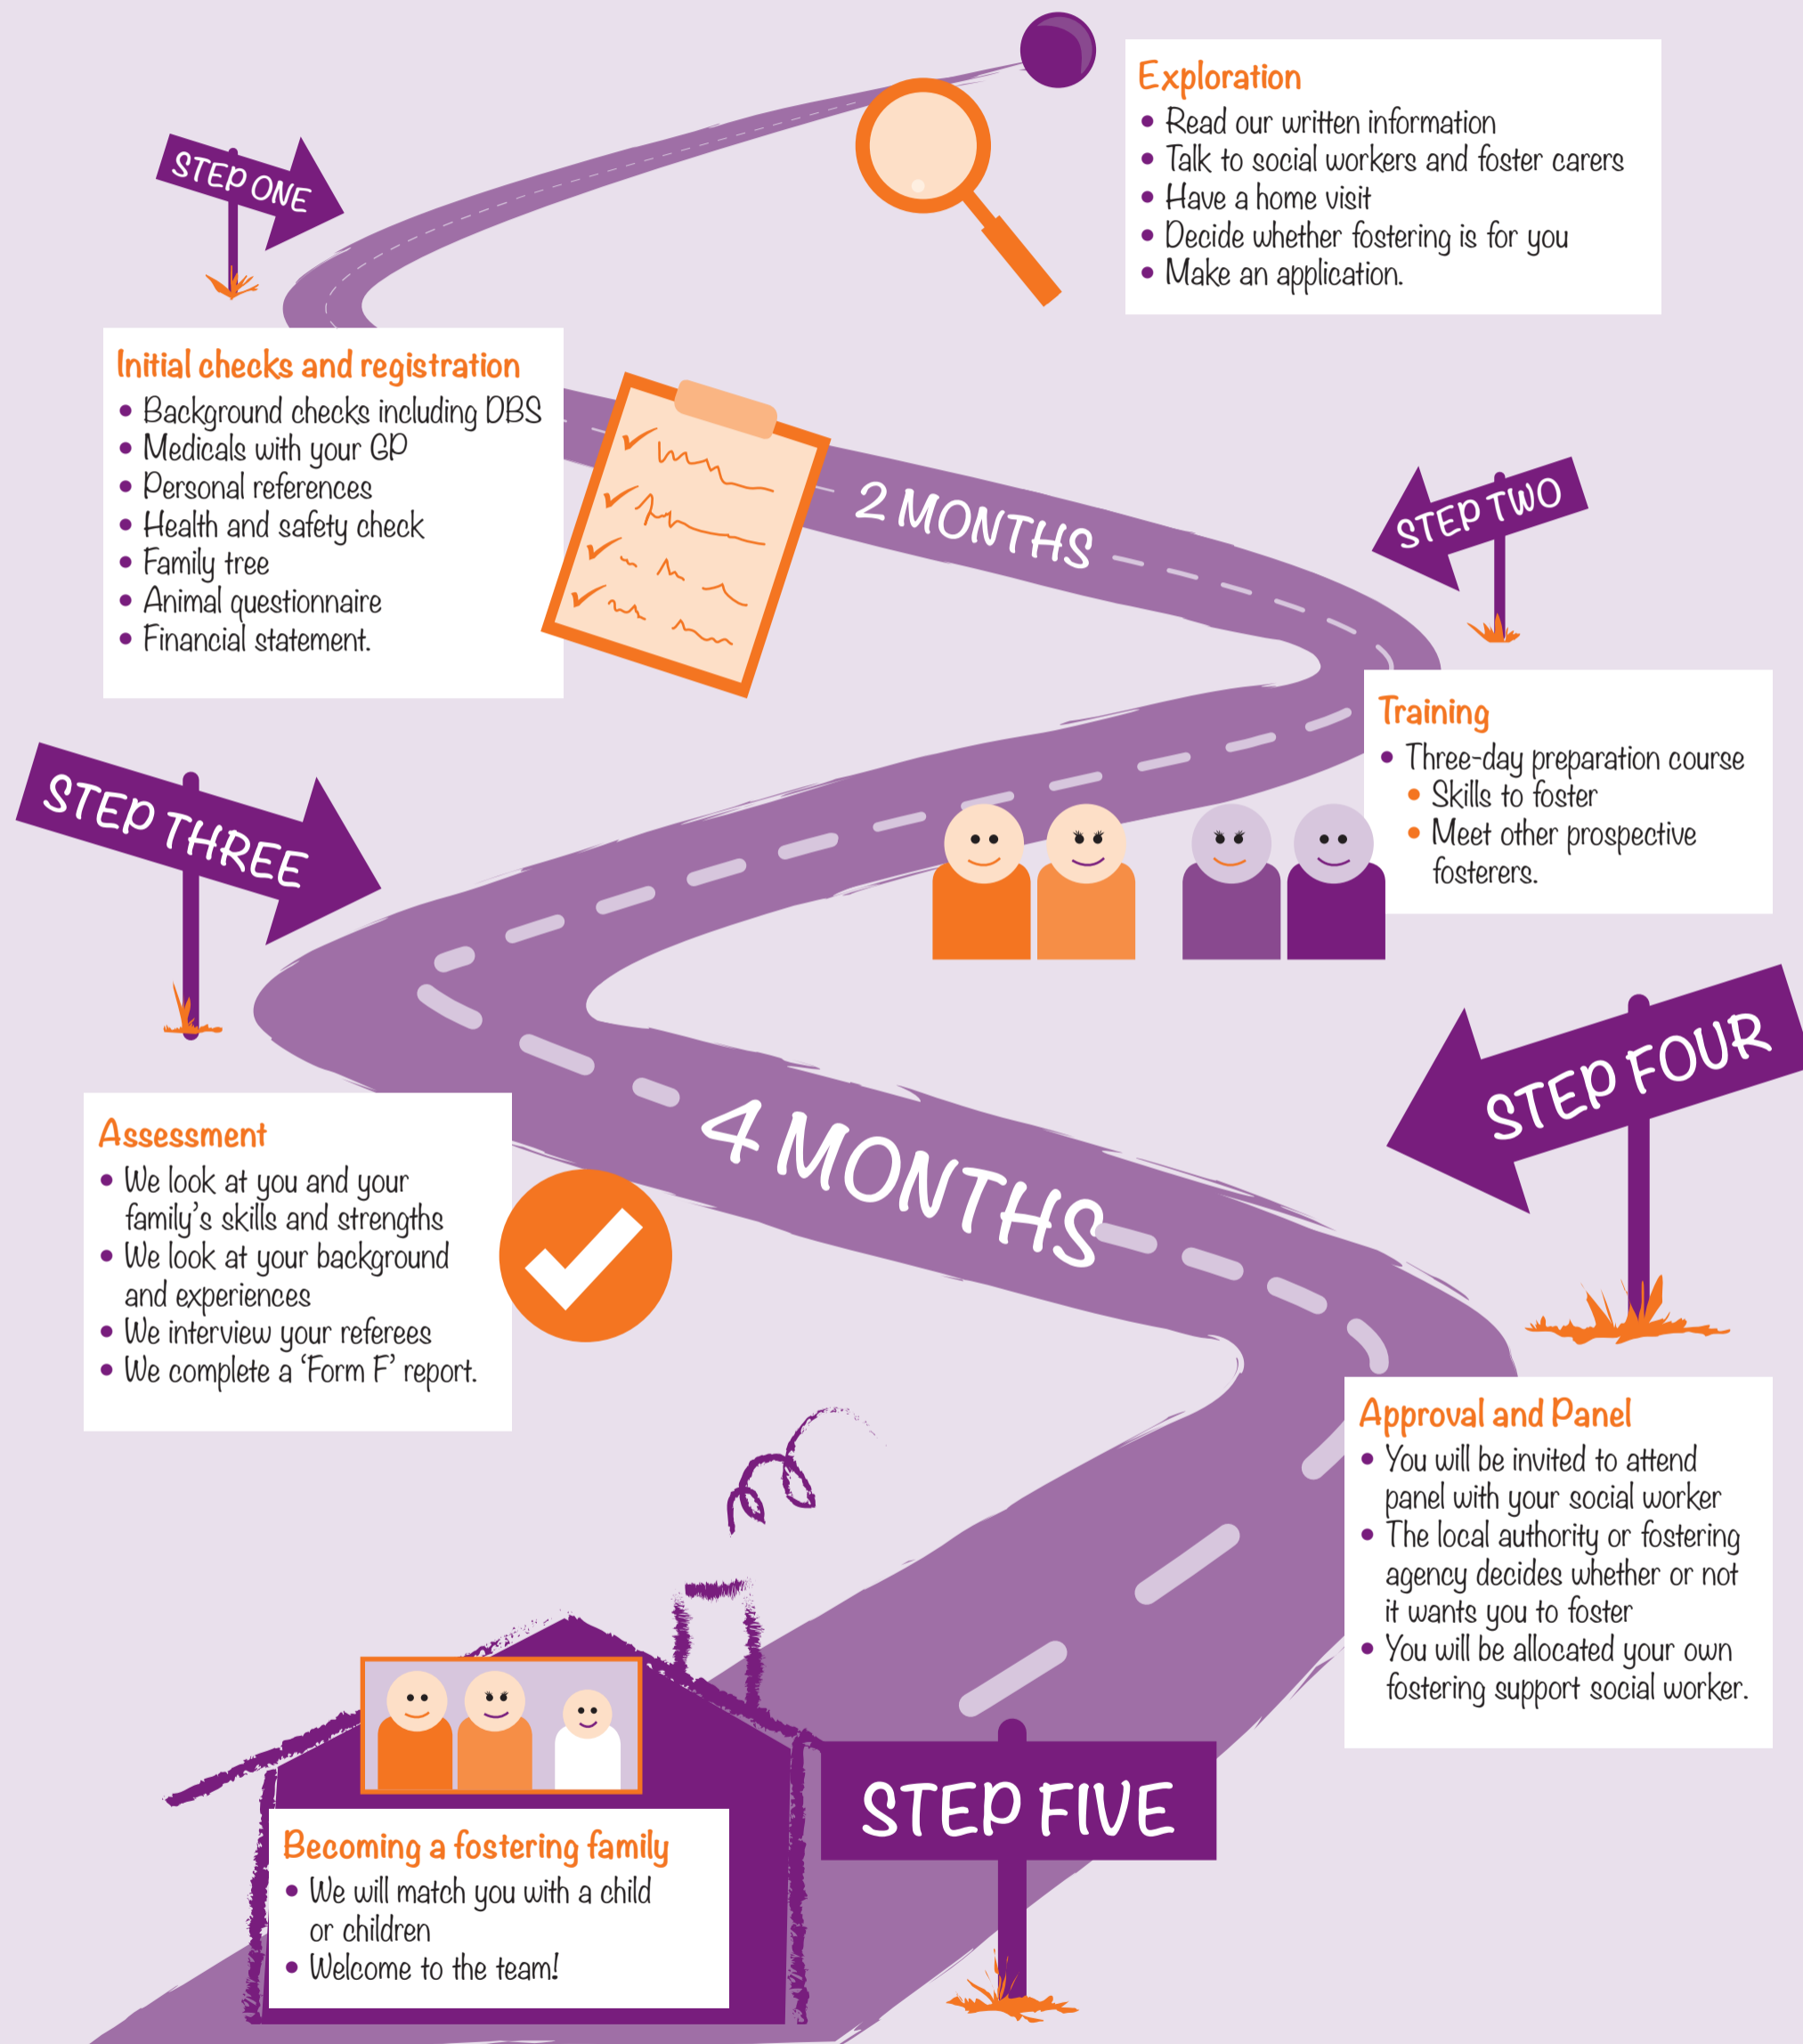 Exploration
• Read our written information
• Talk to social workers and foster carers
• Have a home visit
• Decide whether fostering is for you
• Make an application.
STEP ONE
Initial checks and registration
• Background checks including DBS
• Medicals with your GP
• Personal references
• Health and safety check
• Family tree
• Animal questionnaire
• Financial statement.
2 MONTHS
STEP TWO
Training
• Three-day preparation course
• Skills to foster
• Meet other prospective
fosterers.
STEP THREE
Assessment
• We look at you and your
family's skills and strengths
• We look at your background
and experiences
• We interview your referees
• We complete a ‘Form F’ report.
4 MONTHS
STEP FOUR
Approval and Panel
• You will be invited to attend
panel with your social worker
• The local authority or fostering
agency decides whether or not
it wants you to foster
• You will be allocated your own
fostering support social worker.
STEP FIVE
Becoming a fostering family
• We will match you with a child
or children
• Welcome to the team!